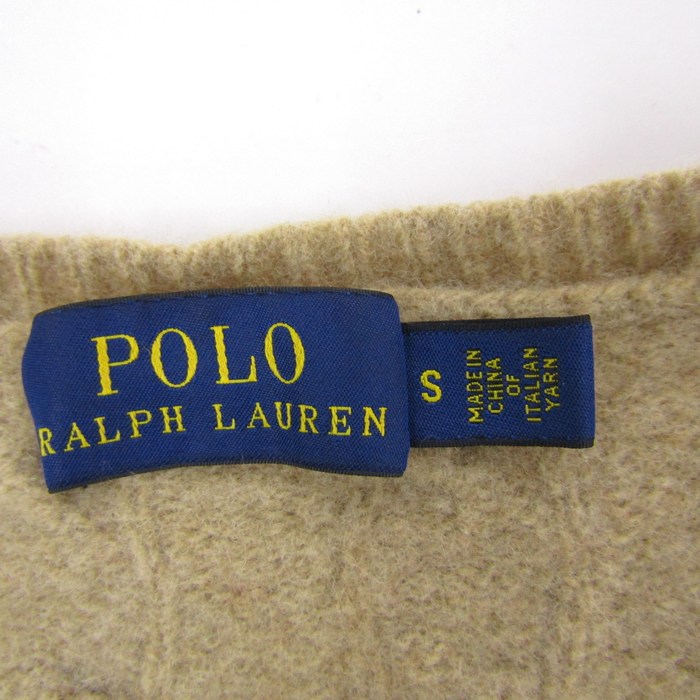 POLO
RALPH LAUREN
S
MADE IN
CHINA
OF
ITALIAN
YARN